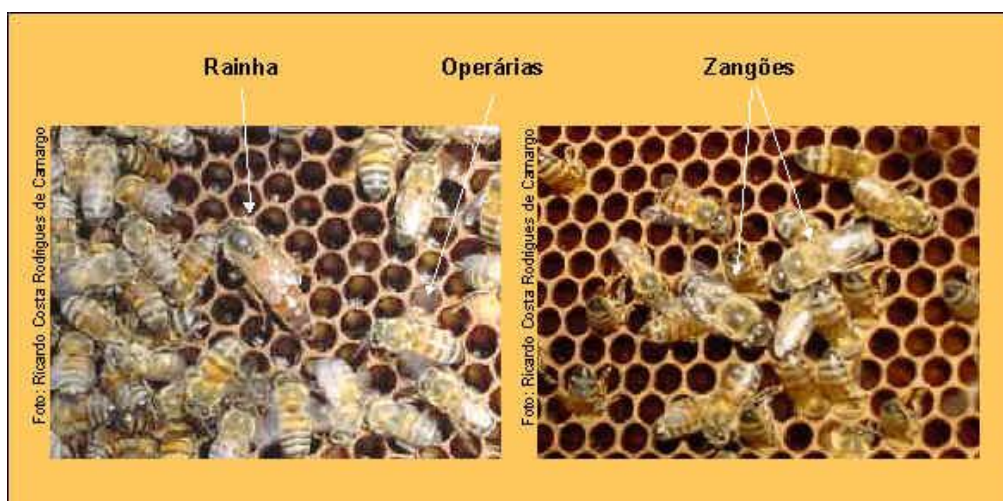 Rainha
Operárias
Zangões
Foto: Ricardo Costa Rodrigues de Camargo
Foto: Ricardo Costa Rodrigues de Camargo